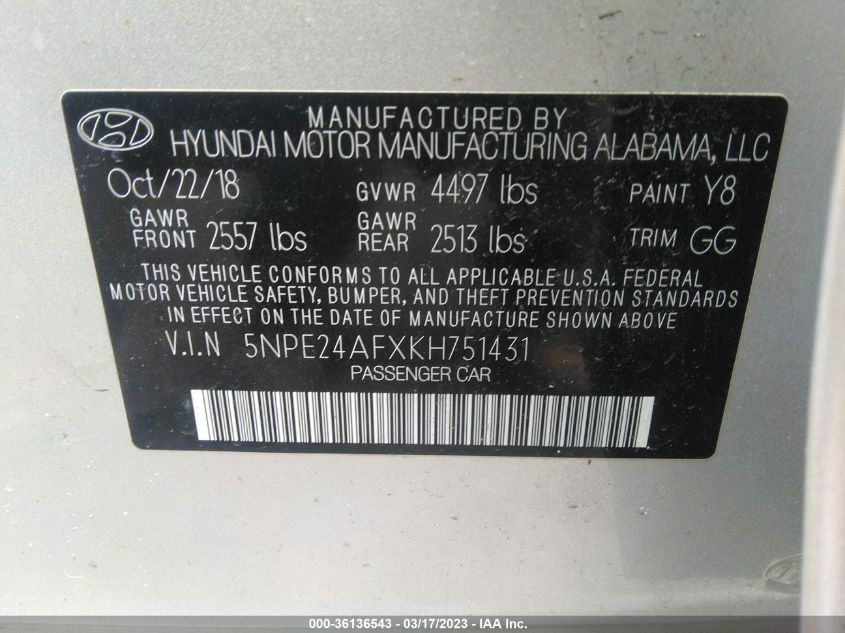 MANUFACTURED BY
HYUNDAI MOTOR MANUFACTURING ALABAMA, LLC
Oct/22/18 GVWR 4497 lbs PAINT Y8
GAWR FRONT 2557 lbs GAWR REAR 2513 lbs TRIM GG
THIS VEHICLE CONFORMS TO ALL APPLICABLE U.S.A. FEDERAL
MOTOR VEHICLE SAFETY, BUMPER, AND THEFT PREVENTION STANDARDS
IN EFFECT ON THE DATE OF MANUFACTURE SHOWN ABOVE.
V.I.N 5NPE24AFXKH751431
PASSENGER CAR
000-36136543 - 03/17/2023 - IAA Inc.